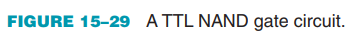 FIGURE 15–29 A TTL NAND gate circuit.